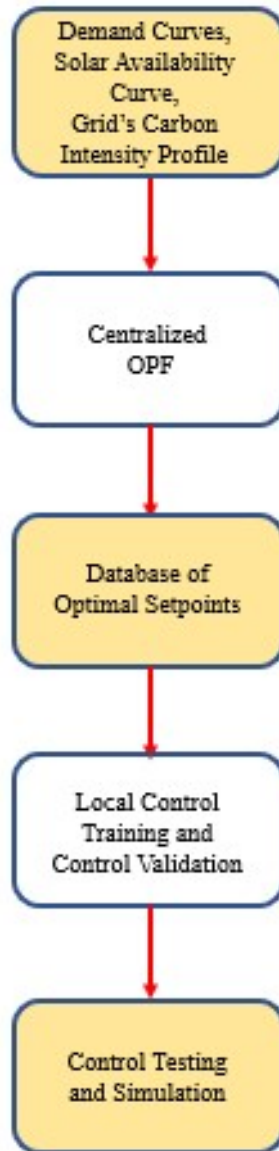 Demand Curves,
Solar Availability
Curve,
Grid's Carbon
Intensity Profile
Centralized
OPF
Database of
Optimal Setpoints
Local Control
Training and
Control Validation
Control Testing
and Simulation